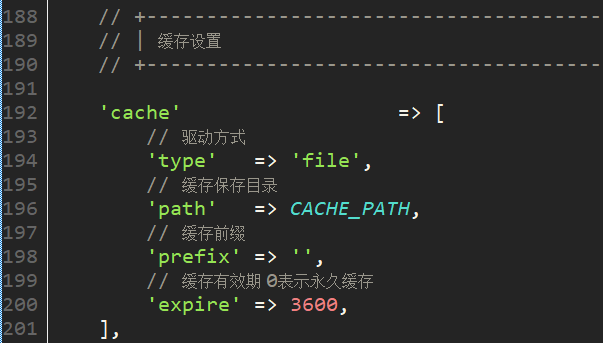 188 // +--------------------------------------
189 // | 缓存设置
190 // +--------------------------------------
191
192 'cache' => [
193 // 驱动方式
194 'type' => 'file',
195 // 缓存保存目录
196 'path' => CACHE_PATH,
197 // 缓存前缀
198 'prefix' => '',
199 // 缓存有效期 0表示永久缓存
200 'expire' => 3600,
201 ],